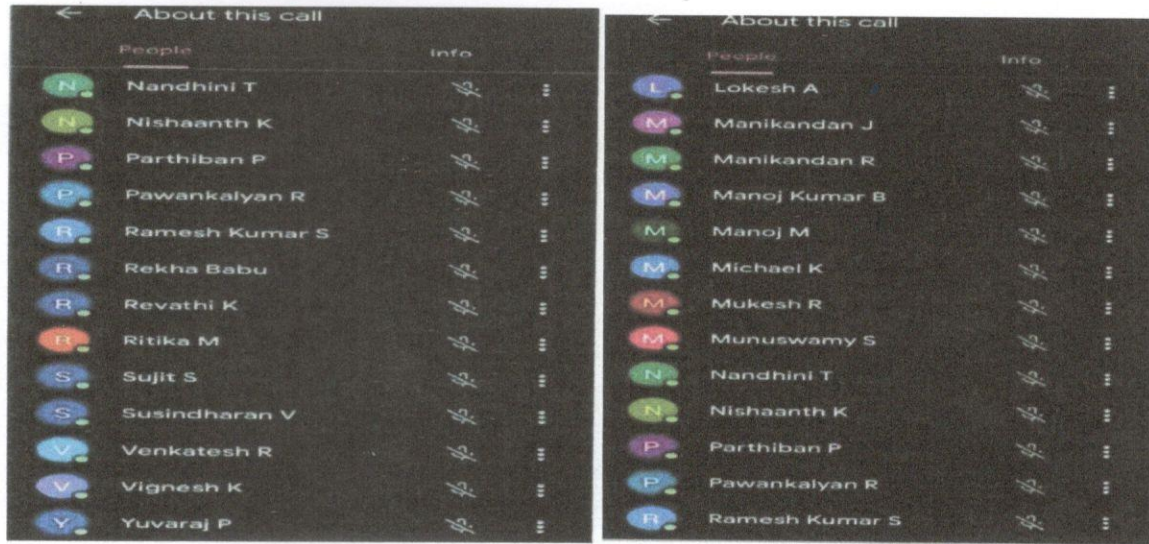 ← About this call
People Info
N Nandhini T
N Nishaanth K
P Parthiban P
P Pawankalyan R
R Ramesh Kumar S
R Rekha Babu
R Revathi K
R Ritika M
S Sujit S
S Susindharan V
V Venkatesh R
V Vignesh K
Y Yuvaraj P
← About this call
People Info
L Lokesh A
M Manikandan J
M Manikandan R
M Manoj Kumar B
M Manoj M
M Michael K
M Mukesh R
M Munuswamy S
N Nandhini T
N Nishaanth K
P Parthiban P
P Pawankalyan R
R Ramesh Kumar S